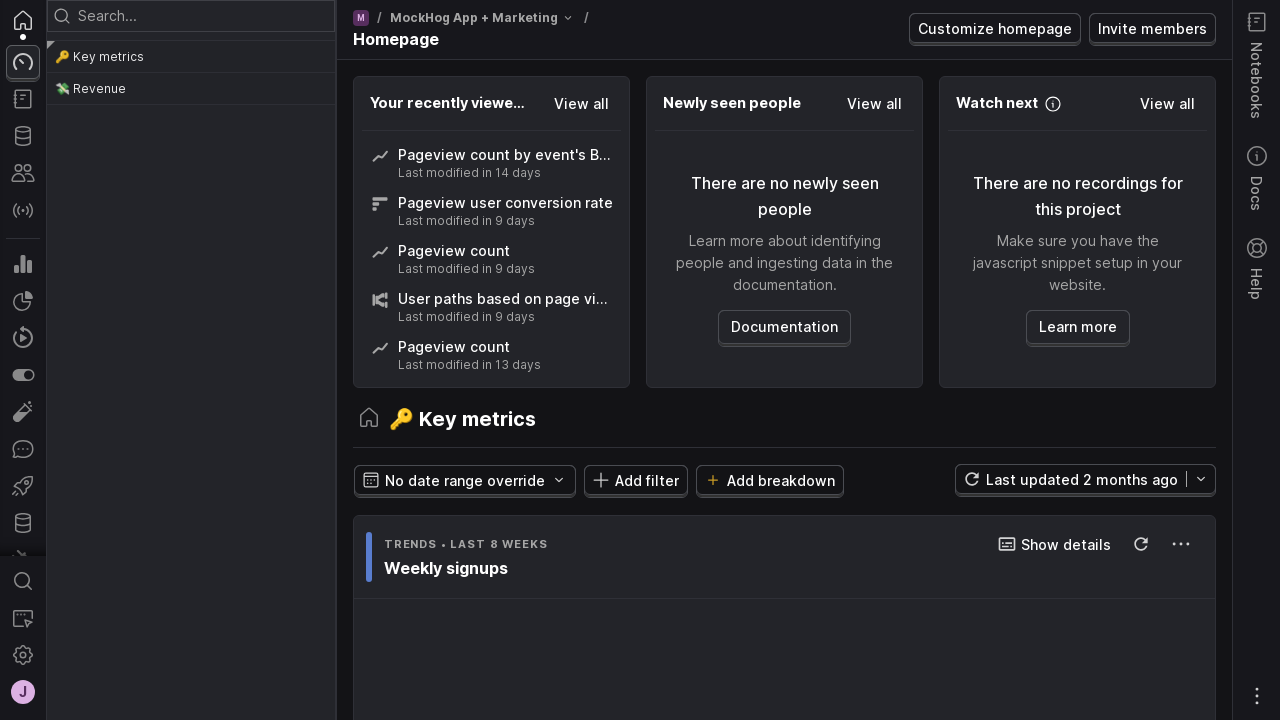 Search...
🔑 Key metrics
💸 Revenue
M / MockHog App + Marketing /
Homepage
Customize homepage
Invite members
Your recently viewe...
View all
Pageview count by event's B...
Last modified in 14 days
Pageview user conversion rate
Last modified in 9 days
Pageview count
Last modified in 9 days
User paths based on page vi...
Last modified in 9 days
Pageview count
Last modified in 13 days
Newly seen people
View all
There are no newly seen
people
Learn more about identifying
people and ingesting data in the
documentation.
Documentation
Watch next
View all
There are no recordings for
this project
Make sure you have the
javascript snippet setup in your
website.
Learn more
🔑 Key metrics
No date range override
Add filter
Add breakdown
Last updated 2 months ago
TRENDS • LAST 8 WEEKS
Weekly signups
Show details
Notebooks
Docs
Help
J